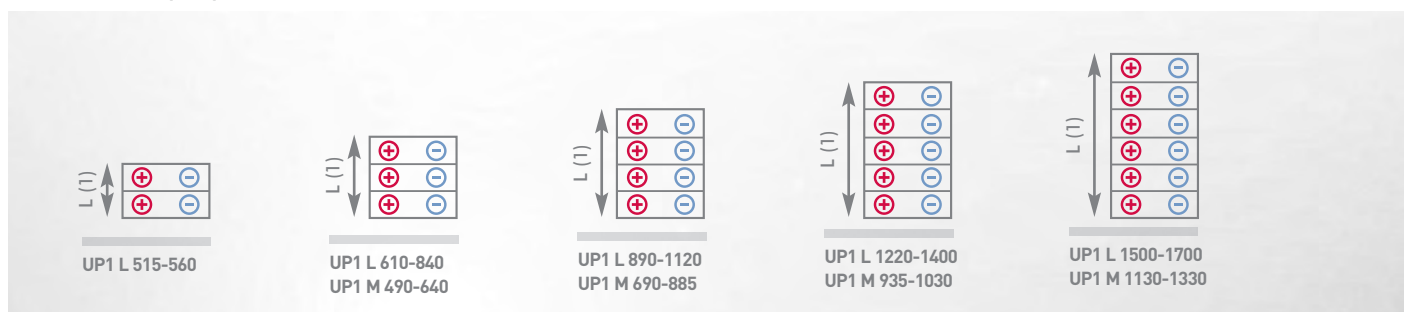 L (1)
UP1 L 515-560
L (1)
UP1 L 610-840
UP1 M 490-640
L (1)
UP1 L 890-1120
UP1 M 690-885
L (1)
UP1 L 1220-1400
UP1 M 935-1030
L (1)
UP1 L 1500-1700
UP1 M 1130-1330